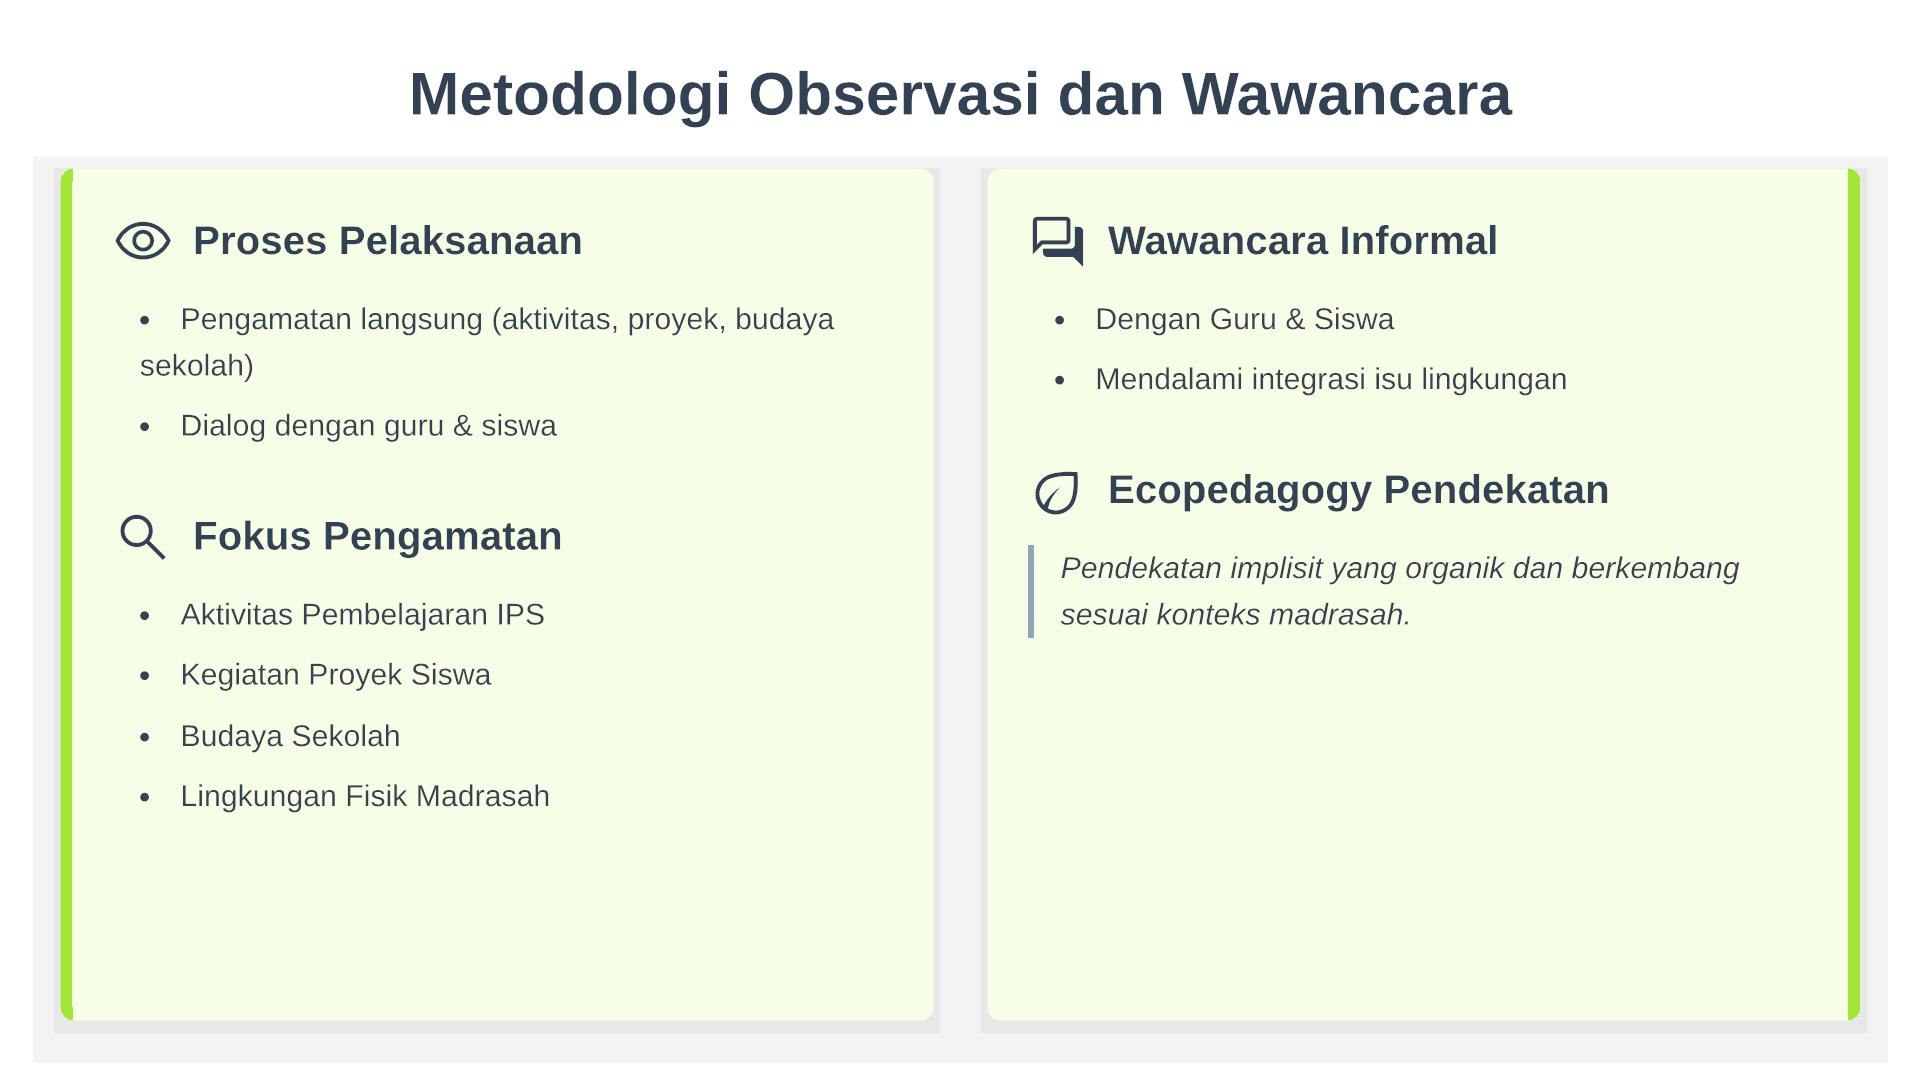 Metodologi Observasi dan Wawancara
Proses Pelaksanaan
• Pengamatan langsung (aktivitas, proyek, budaya
sekolah)
• Dialog dengan guru & siswa
Fokus Pengamatan
• Aktivitas Pembelajaran IPS
• Kegiatan Proyek Siswa
• Budaya Sekolah
• Lingkungan Fisik Madrasah
Wawancara Informal
• Dengan Guru & Siswa
• Mendalami integrasi isu lingkungan
Ecopedagogy Pendekatan
Pendekatan implisit yang organik dan berkembang
sesuai konteks madrasah.